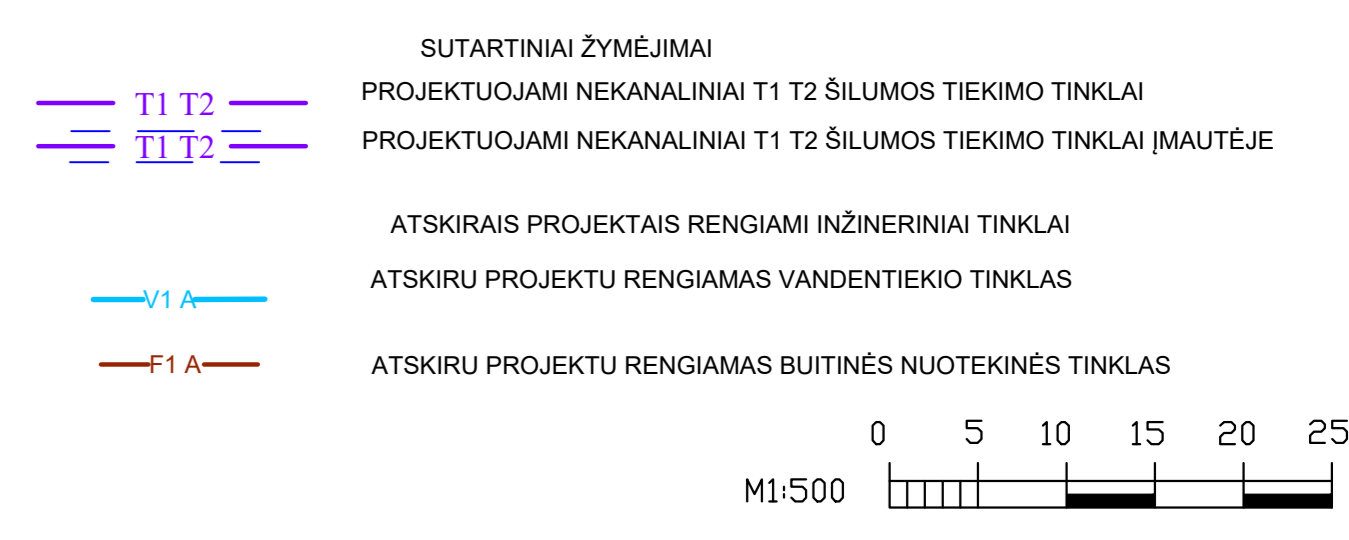 SUTARTINIAI ŽYMĖJIMAI
T1 T2 PROJEKTUOJAMI NEKANALINIAI T1 T2 ŠILUMOS TIEKIMO TINKLAI
T1 T2 PROJEKTUOJAMI NEKANALINIAI T1 T2 ŠILUMOS TIEKIMO TINKLAI ĮMAUTĖJE
ATSKIRAIS PROJEKTAIS RENGIAMI INŽINERINIAI TINKLAI
V1 A ATSKIRU PROJEKTU RENGIAMAS VANDENTIEKIO TINKLAS
F1 A ATSKIRU PROJEKTU RENGIAMAS BUITINĖS NUOTEKINĖS TINKLAS
0 5 10 15 20 25
M1:500